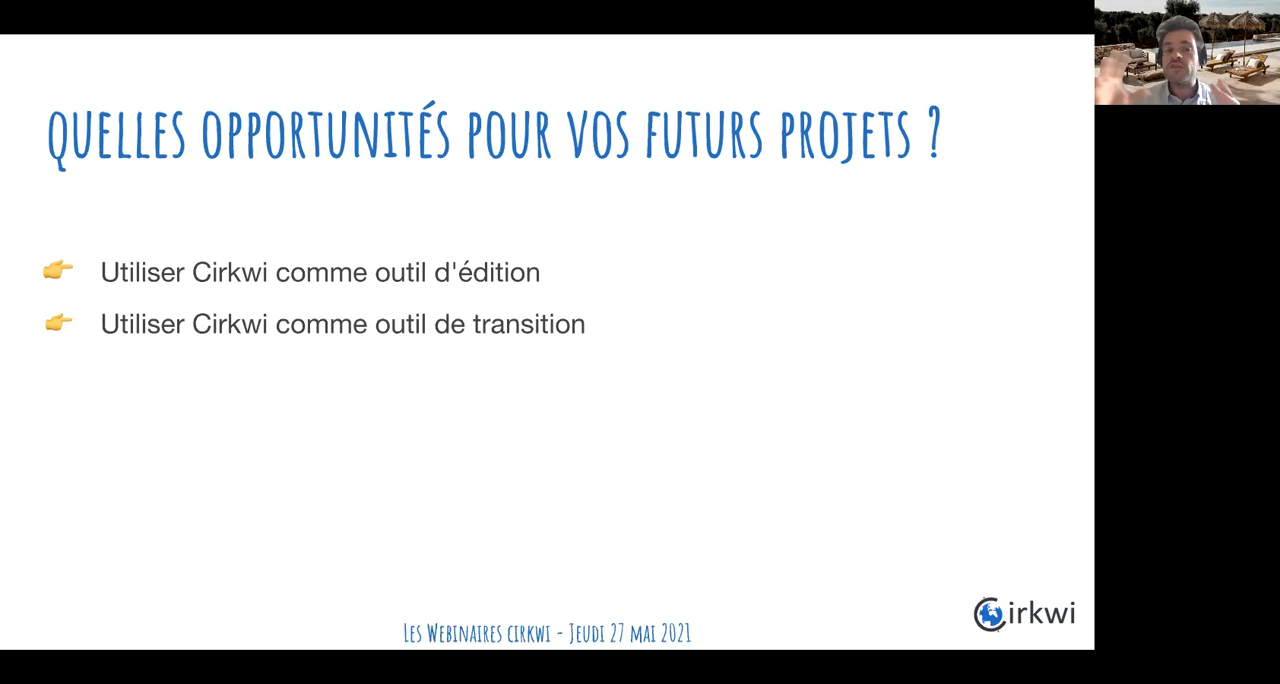 QUELLES OPPORTUNITÉS POUR VOS FUTURS PROJETS ?
Utiliser Cirkwi comme outil d'édition
Utiliser Cirkwi comme outil de transition
Cirkwi
LES WEBINAIRES CIRKWI - JEUDI 27 MAI 2021